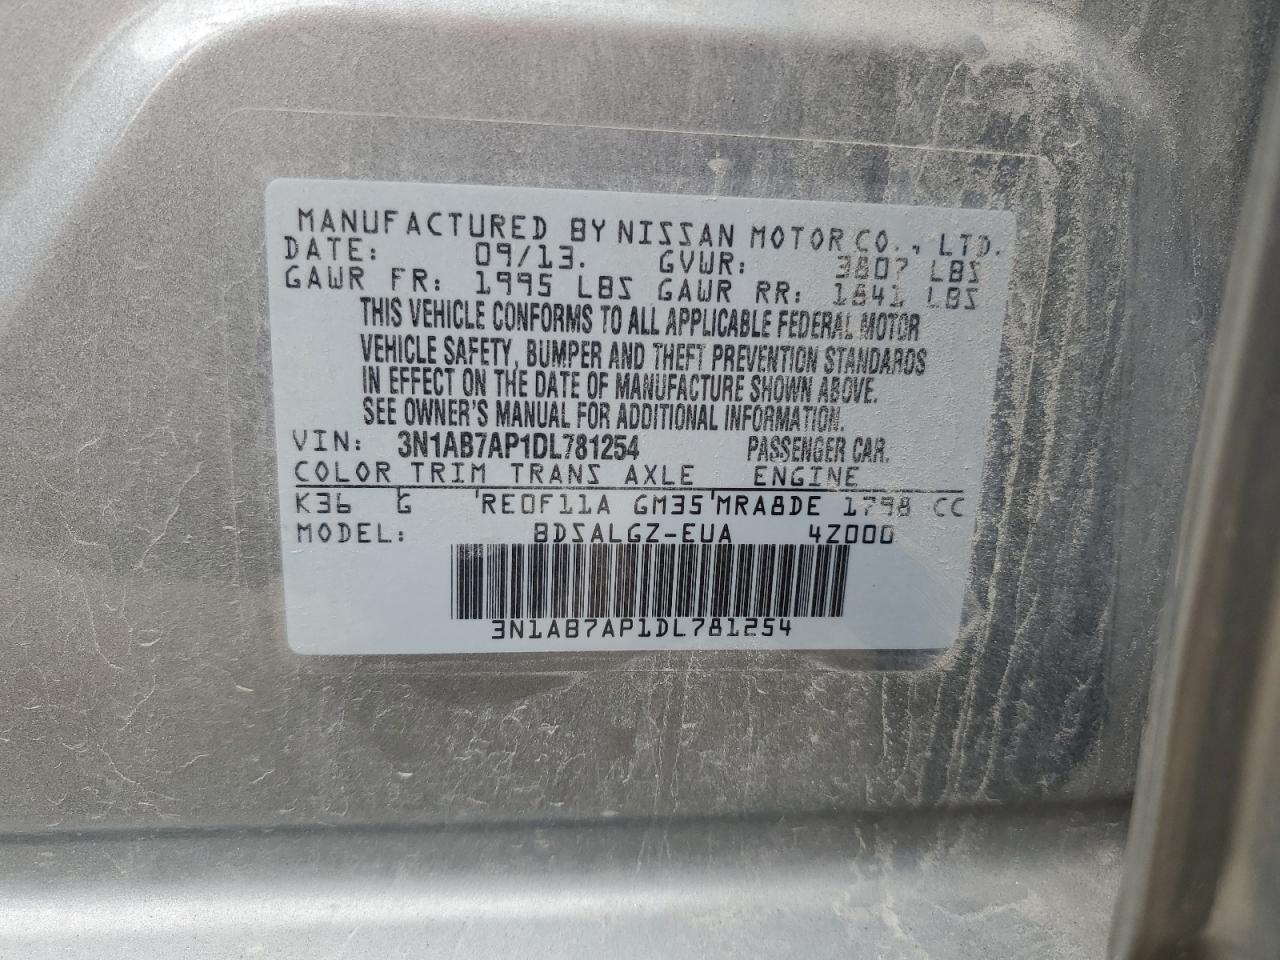 MANUFACTURED BY NISSAN MOTOR CO., LTD.
DATE: 09/13. GVWR: 3807 LBS
GAWR FR: 1995 LBS GAWR RR: 1841 LBS
THIS VEHICLE CONFORMS TO ALL APPLICABLE FEDERAL MOTOR
VEHICLE SAFETY, BUMPER AND THEFT PREVENTION STANDARDS
IN EFFECT ON THE DATE OF MANUFACTURE SHOWN ABOVE.
SEE OWNER'S MANUAL FOR ADDITIONAL INFORMATION.
VIN: 3N1AB7AP1DL781254 PASSENGER CAR.
COLOR TRIM TRANS AXLE ENGINE
K36 G RE0F11A GM35 MRA8DE 1798 CC
MODEL: BDSALGZ-EUA 4Z000
3N1AB7AP1DL781254